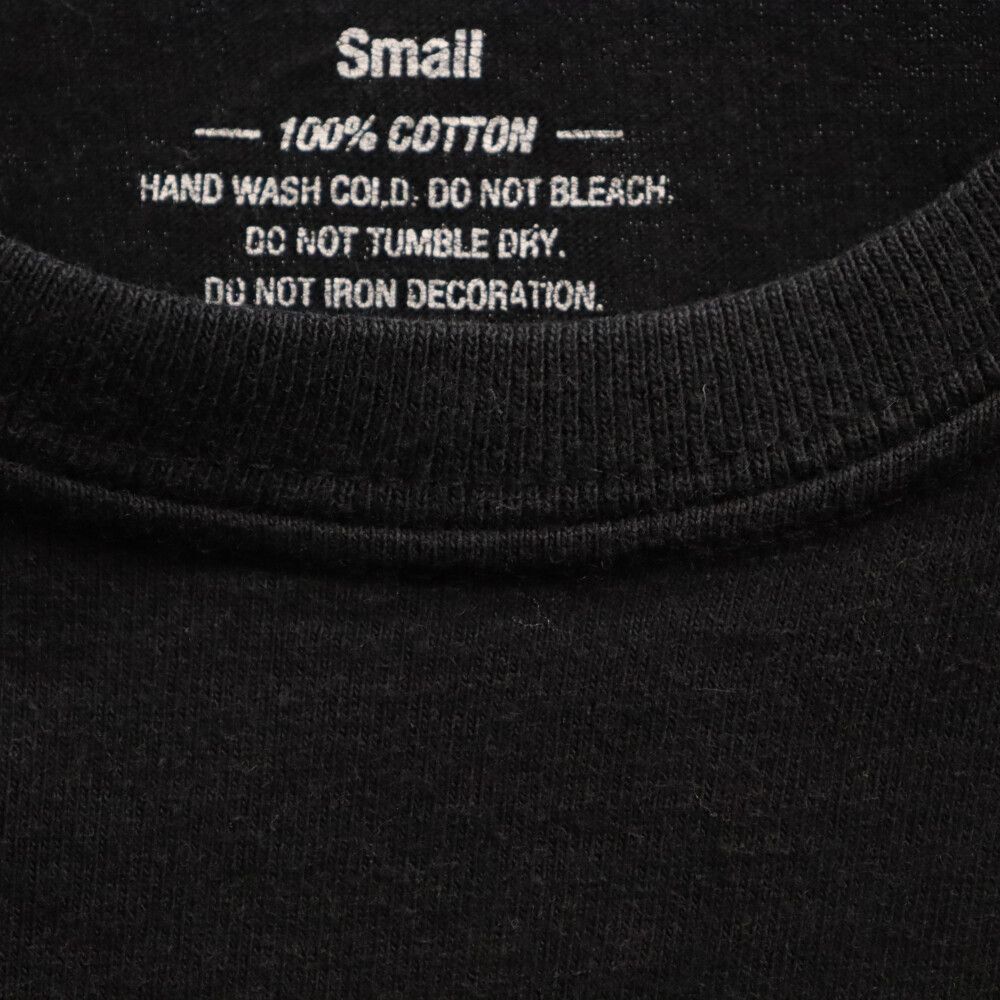 Small
100% COTTON
HAND WASH COLD. DO NOT BLEACH.
DO NOT TUMBLE DRY.
DO NOT IRON DECORATION.